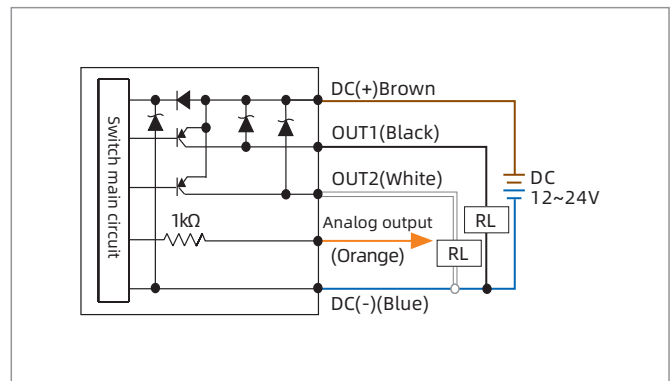 Switch main circuit
1kΩ
DC(+)Brown
OUT1(Black)
OUT2(White)
Analog output
(Orange)
DC(-)(Blue)
RL
RL
DC
12~24V